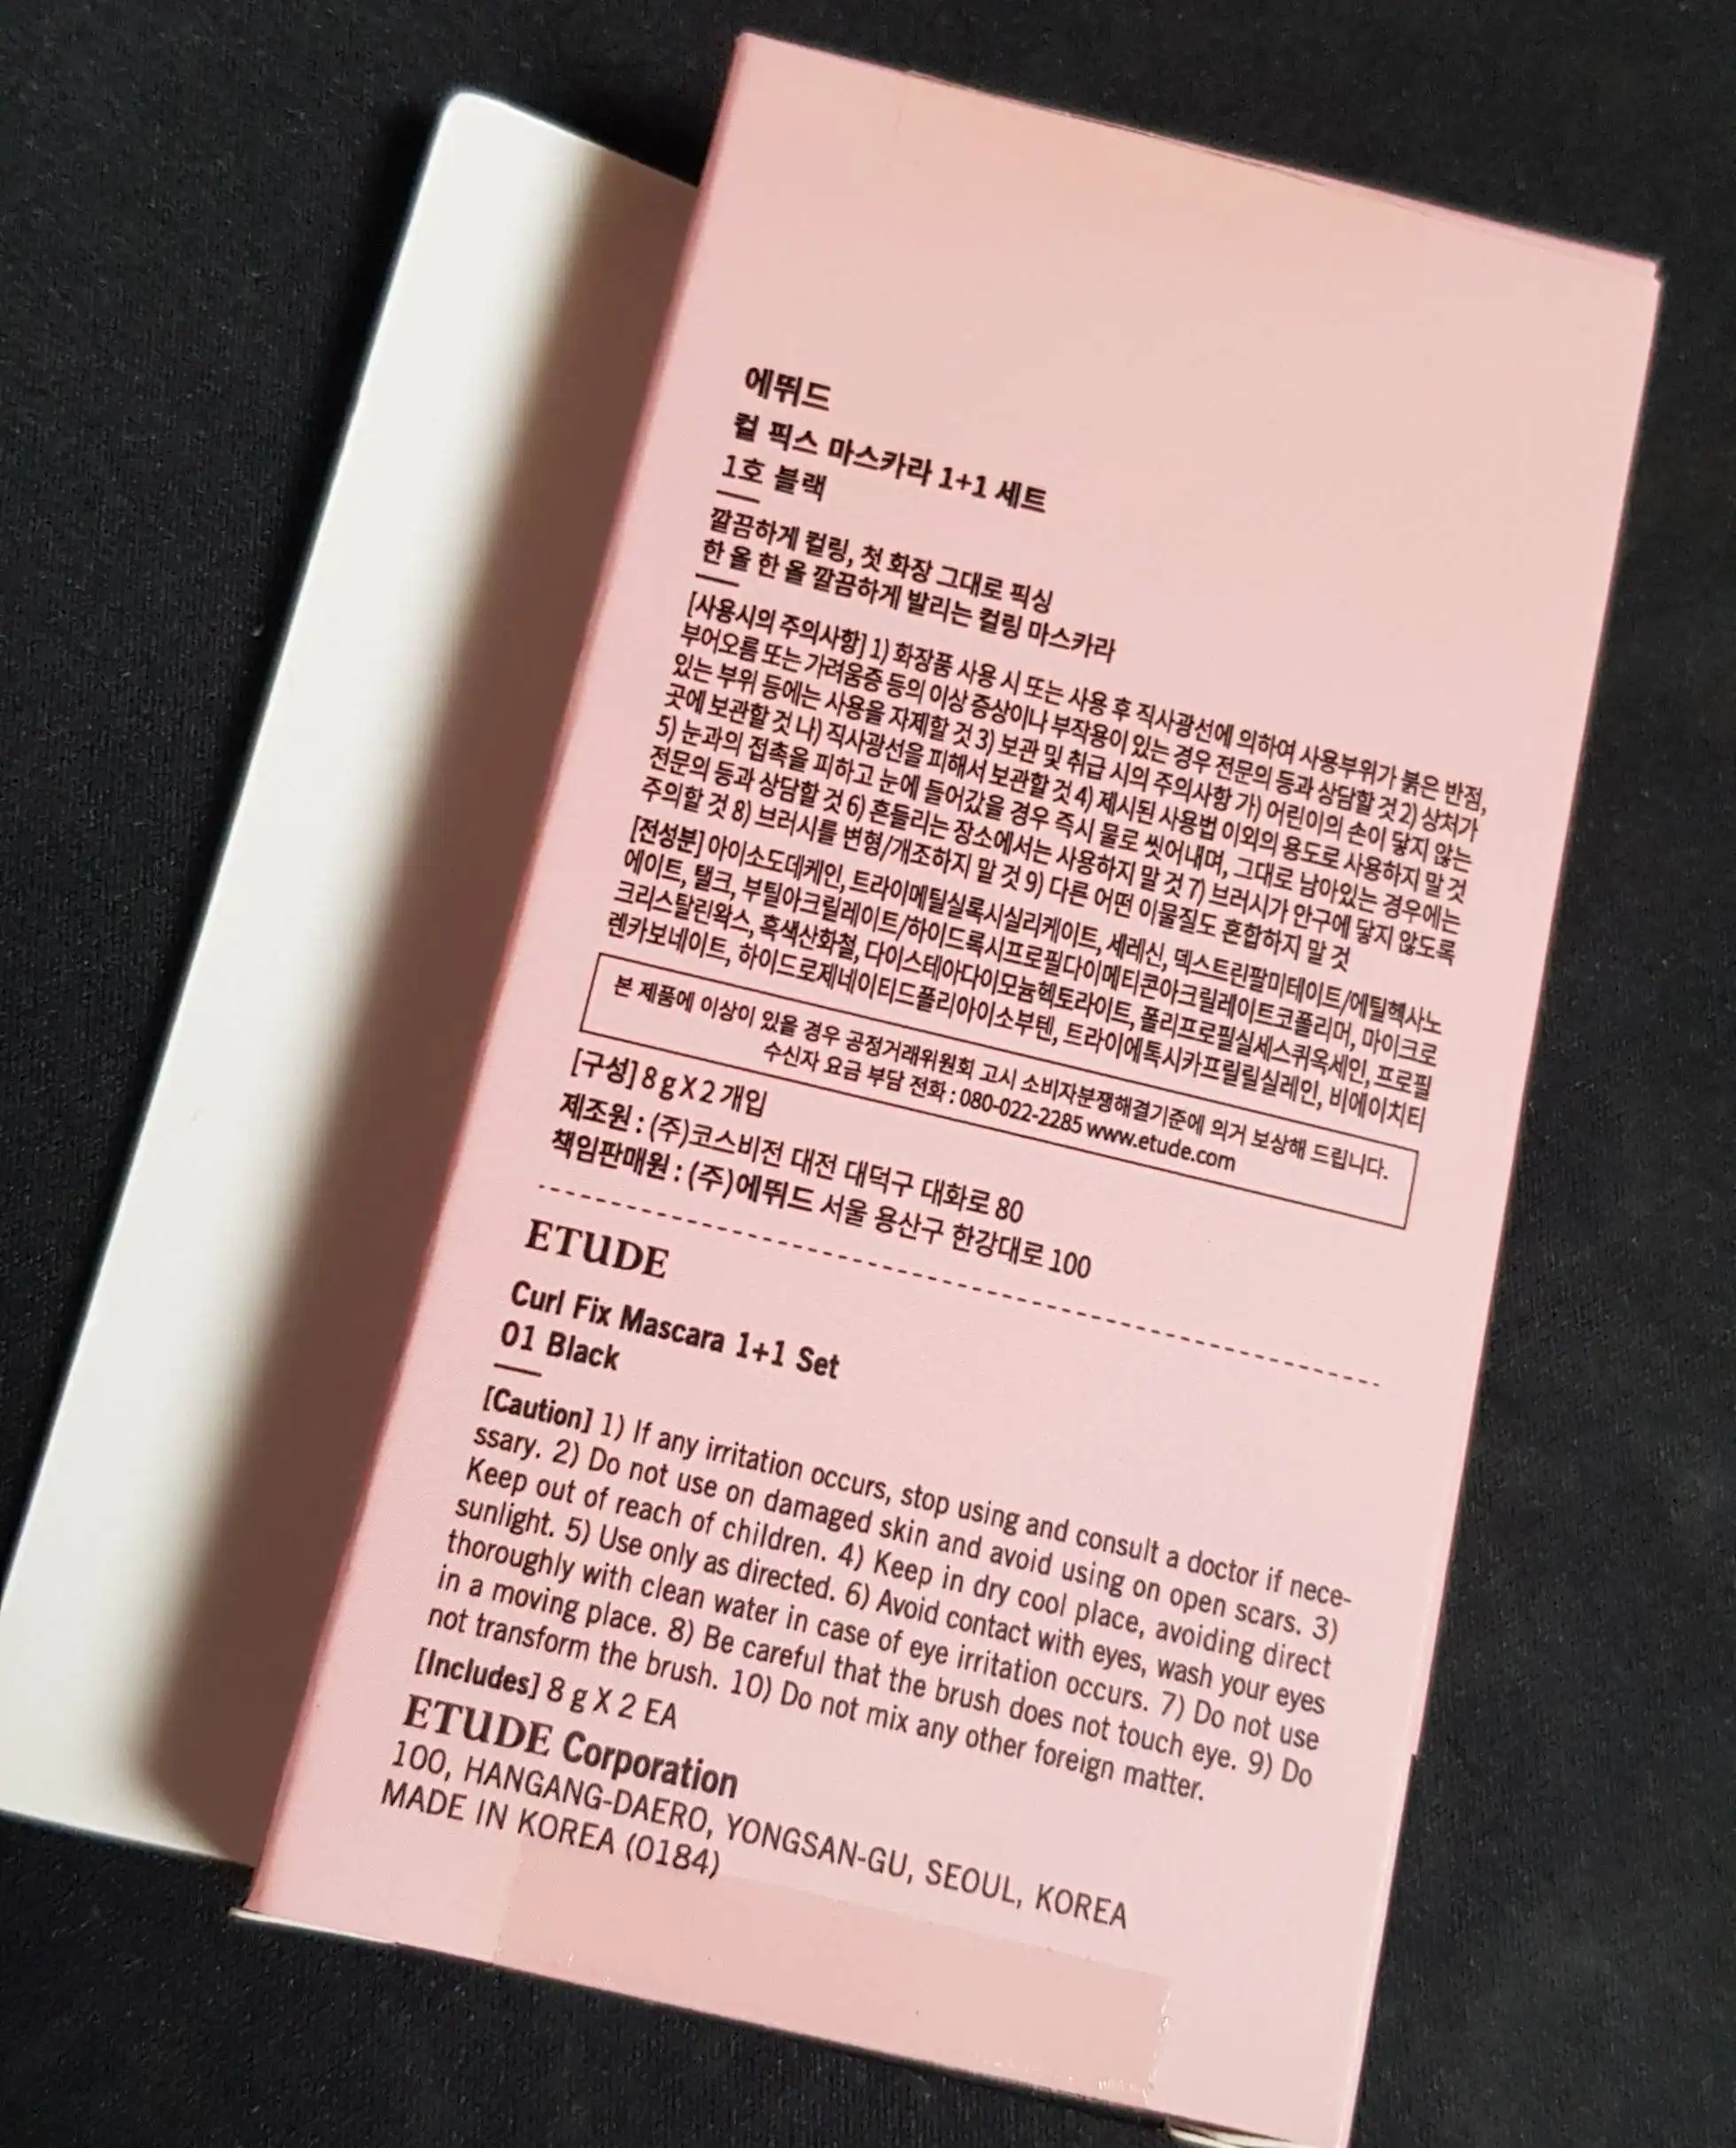 에뛰드
컬 픽스 마스카라 1+1 세트
1호 블랙
깔끔하게 컬링, 첫 화장 그대로 픽싱
한 올 한 올 깔끔하게 발리는 컬링 마스카라
[사용시의 주의사항] 1) 화장품 사용 시 또는 사용 후 직사광선에 의하여 사용부위가 붉은 반점,
부어오름 또는 가려움증 등의 이상 증상이나 부작용이 있는 경우 전문의 등과 상담할 것 2) 상처가
있는 부위 등에는 사용을 자제할 것 3) 보관 및 취급 시의 주의사항 가) 어린이의 손이 닿지 않는
곳에 보관할 것 나) 직사광선을 피해서 보관할 것 4) 제시된 사용법 이외의 용도로 사용하지 말 것
5) 눈과의 접촉을 피하고 눈에 들어갔을 경우 즉시 물로 씻어내며, 그대로 남아있는 경우에는
전문의 등과 상담할 것 6) 흔들리는 장소에서는 사용하지 말 것 7) 브러시가 안구에 닿지 않도록
주의할 것 8) 브러시를 변형/개조하지 말 것 9) 다른 어떤 이물질도 혼합하지 말 것
[전성분] 아이소도데케인, 트라이메틸실록시실리케이트, 세레신, 덱스트린팔미테이트/에틸헥사노
에이트, 탤크, 부틸아크릴레이트/하이드록시프로필다이메티콘아크릴레이트코폴리머, 마이크로
크리스탈린왁스, 흑색산화철, 다이스테아다이모늄헥토라이트, 폴리프로필실세스퀴옥세인, 프로필
렌카보네이트, 하이드로제네이티드폴리아이소부텐, 트라이에톡시카프릴릴실레인, 비에이치티
본 제품에 이상이 있을 경우 공정거래위원회 고시 소비자분쟁해결기준에 의거 보상해 드립니다.
수신자 요금 부담 전화 : 080-022-2285 www.etude.com
[구성] 8 g X 2 개입
제조원 : (주)코스비전 대전 대덕구 대화로 80
책임판매원 : (주)에뛰드 서울 용산구 한강대로 100
ETUDE
Curl Fix Mascara 1+1 Set
01 Black
[Caution] 1) If any irritation occurs, stop using and consult a doctor if nece-
ssary. 2) Do not use on damaged skin and avoid using on open scars. 3)
Keep out of reach of children. 4) Keep in dry cool place, avoiding direct
sunlight. 5) Use only as directed. 6) Avoid contact with eyes, wash your eyes
thoroughly with clean water in case of eye irritation occurs. 7) Do not use
in a moving place. 8) Be careful that the brush does not touch eye. 9) Do
not transform the brush. 10) Do not mix any other foreign matter.
[Includes] 8 g X 2 EA
ETUDE Corporation
100, HANGANG-DAERO, YONGSAN-GU, SEOUL, KOREA
MADE IN KOREA (0184)